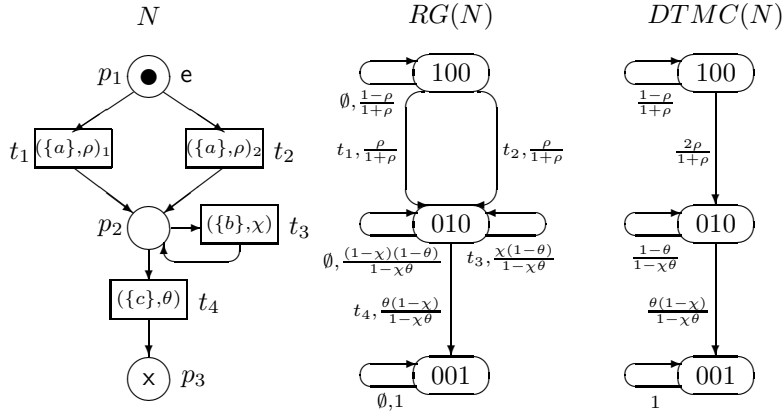 N RG(N) DTMC(N)
p₁ e 100 100
∅, (1−ρ)/(1+ρ) (1−ρ)/(1+ρ)
t₁ ({a},ρ)₁ ({a},ρ)₂ t₂ t₁, ρ/(1+ρ) t₂, ρ/(1+ρ) 2ρ/(1+ρ)
p₂ ({b},χ) t₃ 010 010
∅, (1−χ)(1−θ)/(1−χθ) t₃, χ(1−θ)/(1−χθ) (1−θ)/(1−χθ)
({c},θ) t₄ t₄, θ(1−χ)/(1−χθ) θ(1−χ)/(1−χθ)
x p₃ 001 001
∅,1 1